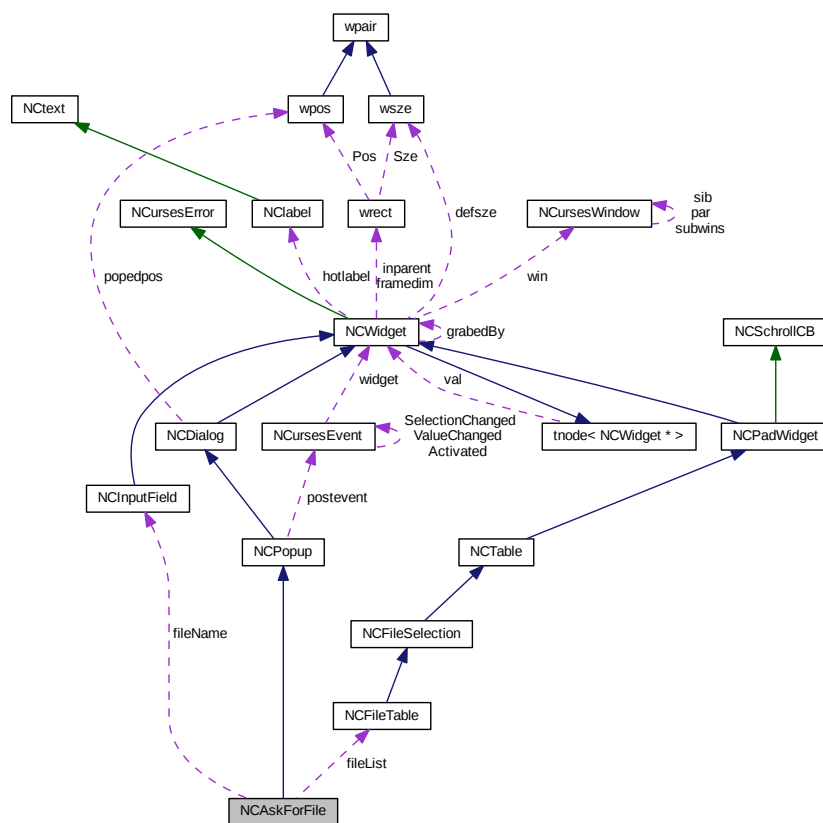 wpair
NCtext
wpos
wsze
Pos
Sze
NCursesError
NClabel
wrect
defsze
NCursesWindow
sib
par
subwins
popedpos
hotlabel
inparent
framedim
win
NCWidget
grabedBy
NCSchrollCB
widget
val
NCDialog
NCursesEvent
SelectionChanged
ValueChanged
Activated
tnode< NCWidget * >
NCPadWidget
NCInputField
postevent
NCPopup
NCTable
fileName
NCFileSelection
NCFileTable
fileList
NCAskForFile